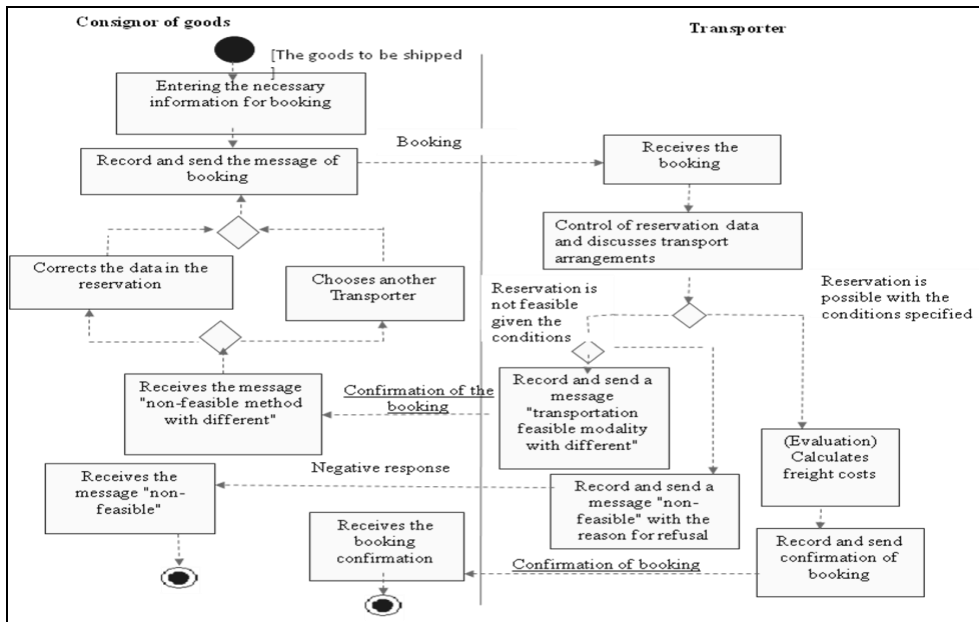 Consignor of goods
Transporter
[The goods to be shipped
]
Entering the necessary
information for booking
Record and send the message of
booking
Booking
Receives the
booking
Control of reservation data
and discusses transport
arrangements
Corrects the data in the
reservation
Chooses another
Transporter
Reservation is
not feasible
given the
conditions
Reservation is
possible with the
conditions specified
Receives the message
"non-feasible method
with different"
Confirmation of the
booking
Record and send a
message
"transportation
feasible modality
with different"
(Evaluation)
Calculates
freight costs
Negative response
Receives the
message "non-
feasible"
Record and send a
message "non-
feasible" with the
reason for refusal
Receives the
booking
confirmation
Confirmation of booking
Record and send
confirmation of
booking